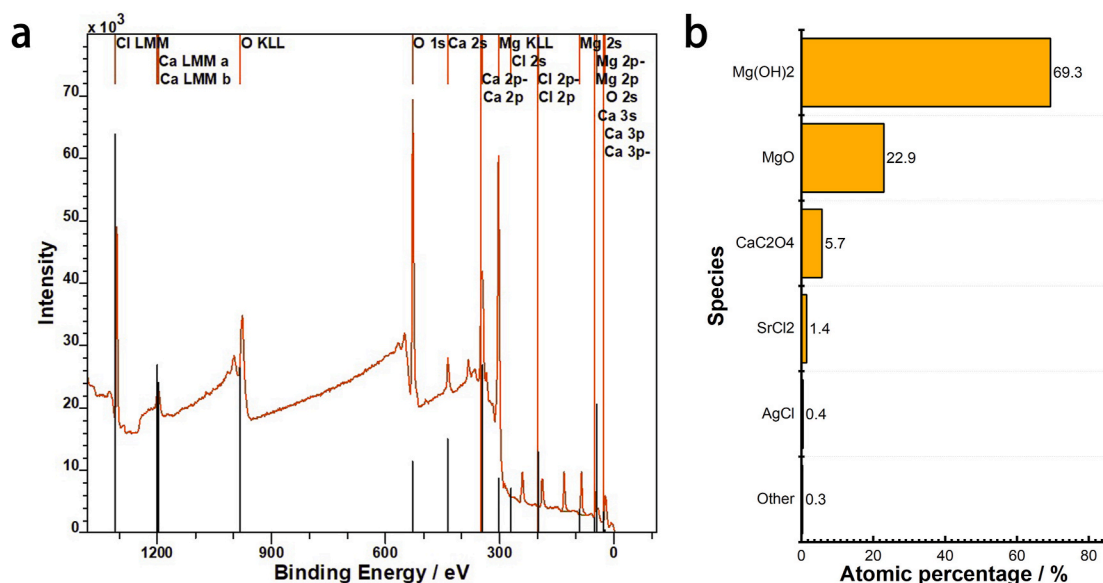 a
x 10³
Cl LMM
O KLL
O 1s
Ca 2s
Mg KLL
Mg 2s
Ca LMM a
Cl 2s
Mg 2p-
Ca LMM b
Ca 2p-
Cl 2p-
Mg 2p
Ca 2p
Cl 2p
O 2s
Ca 3s
Ca 3p
Ca 3p-
70
60
50
40
30
20
10
0
Intensity
1200 900 600 300 0
Binding Energy / eV
b
Mg(OH)2 69.3
MgO 22.9
CaC2O4 5.7
SrCl2 1.4
AgCl 0.4
Other 0.3
Species
0 20 40 60 80
Atomic percentage / %